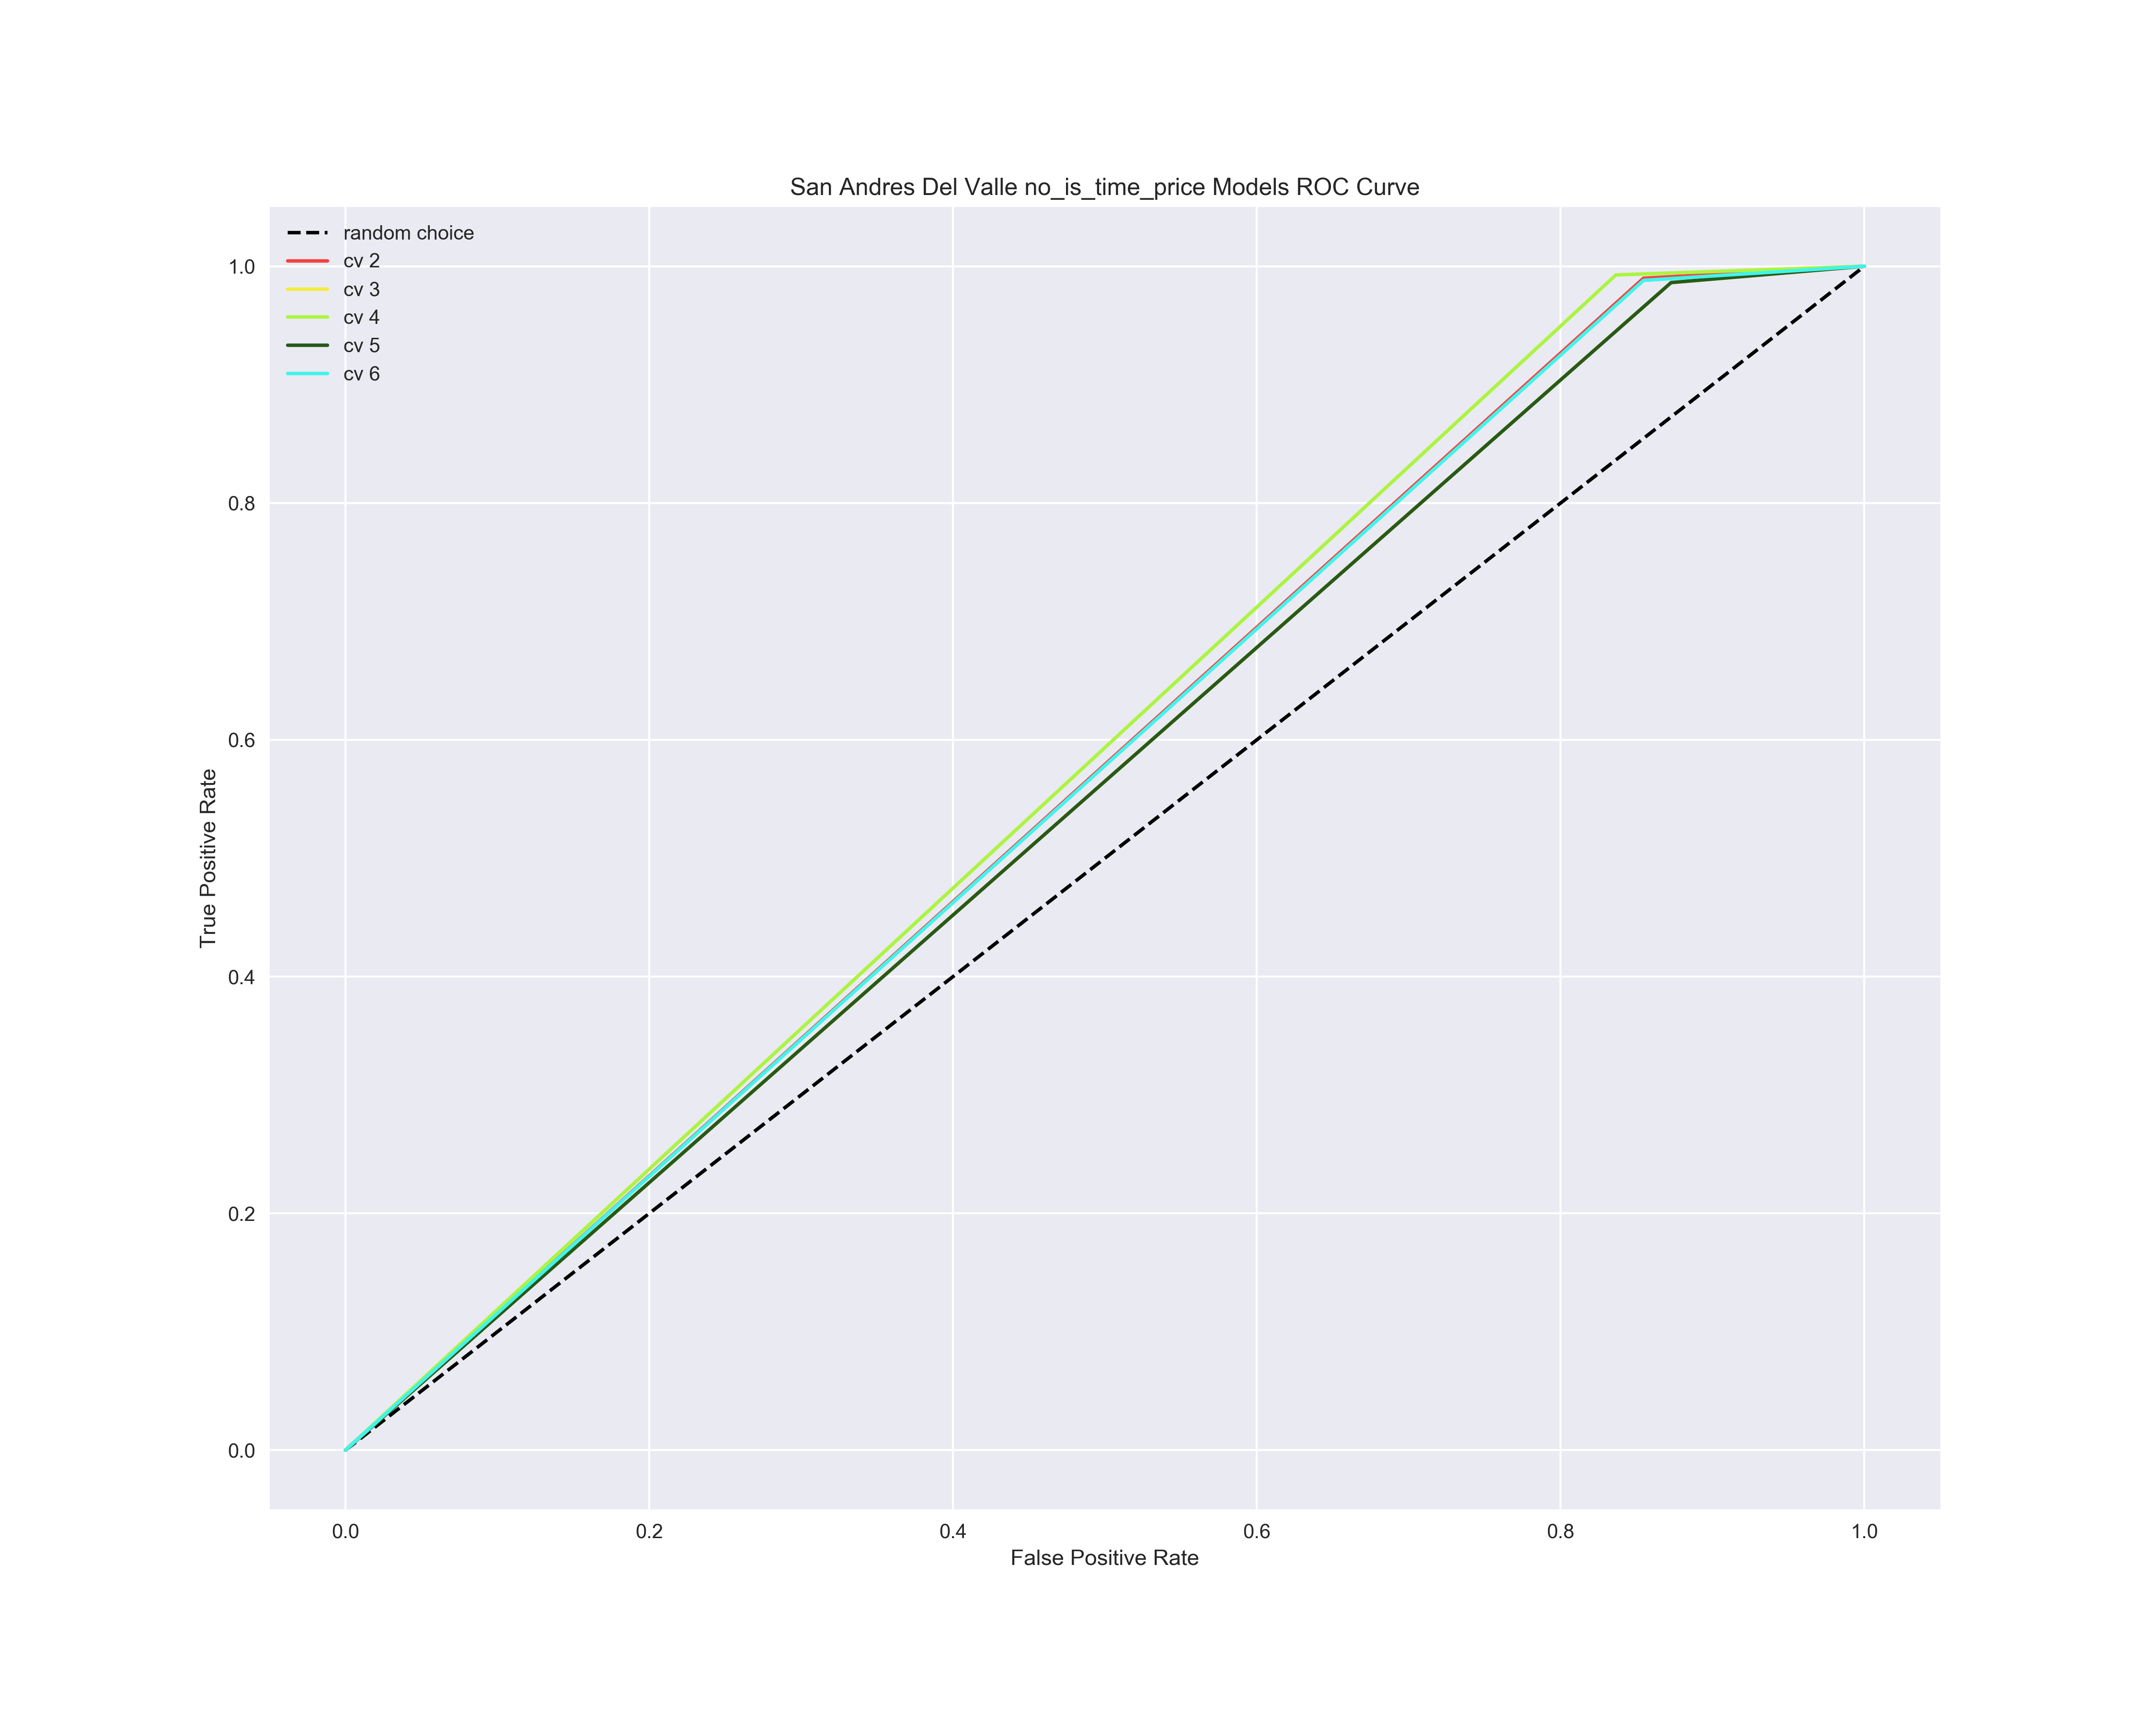 San Andres Del Valle no_is_time_price Models ROC Curve
random choice
cv 2
cv 3
cv 4
cv 5
cv 6
1.0
0.8
0.6
0.4
0.2
0.0
True Positive Rate
0.0 0.2 0.4 0.6 0.8 1.0
False Positive Rate